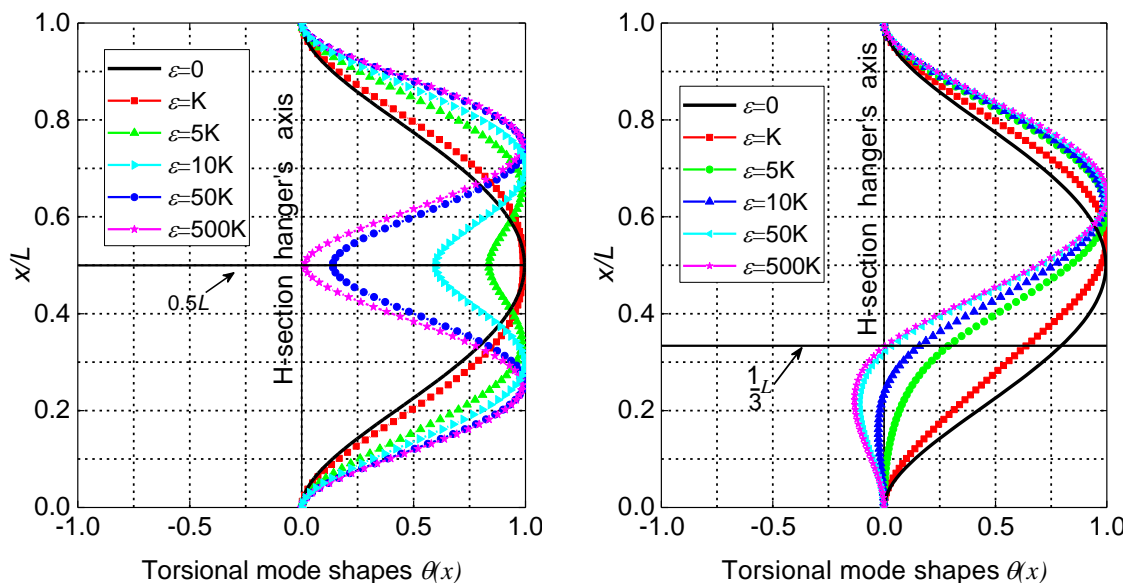 1.0
0.8
0.6
0.4
0.2
0.0
x/L
-1.0 -0.5 0.0 0.5 1.0
Torsional mode shapes θ(x)
ε=0
ε=K
ε=5K
ε=10K
ε=50K
ε=500K
H-section hanger's axis
0.5L
1.0
0.8
0.6
0.4
0.2
0.0
x/L
-1.0 -0.5 0.0 0.5 1.0
Torsional mode shapes θ(x)
ε=0
ε=K
ε=5K
ε=10K
ε=50K
ε=500K
H-section hanger's axis
1/3 L